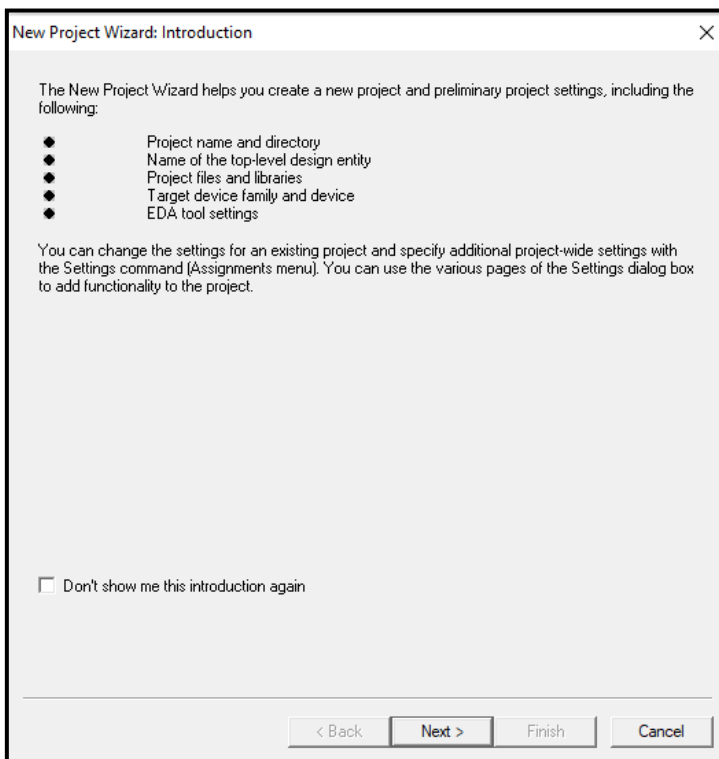 New Project Wizard: Introduction
The New Project Wizard helps you create a new project and preliminary project settings, including the
following:
Project name and directory
Name of the top-level design entity
Project files and libraries
Target device family and device
EDA tool settings
You can change the settings for an existing project and specify additional project-wide settings with
the Settings command (Assignments menu). You can use the various pages of the Settings dialog box
to add functionality to the project.
Don't show me this introduction again
< Back Next > Finish Cancel